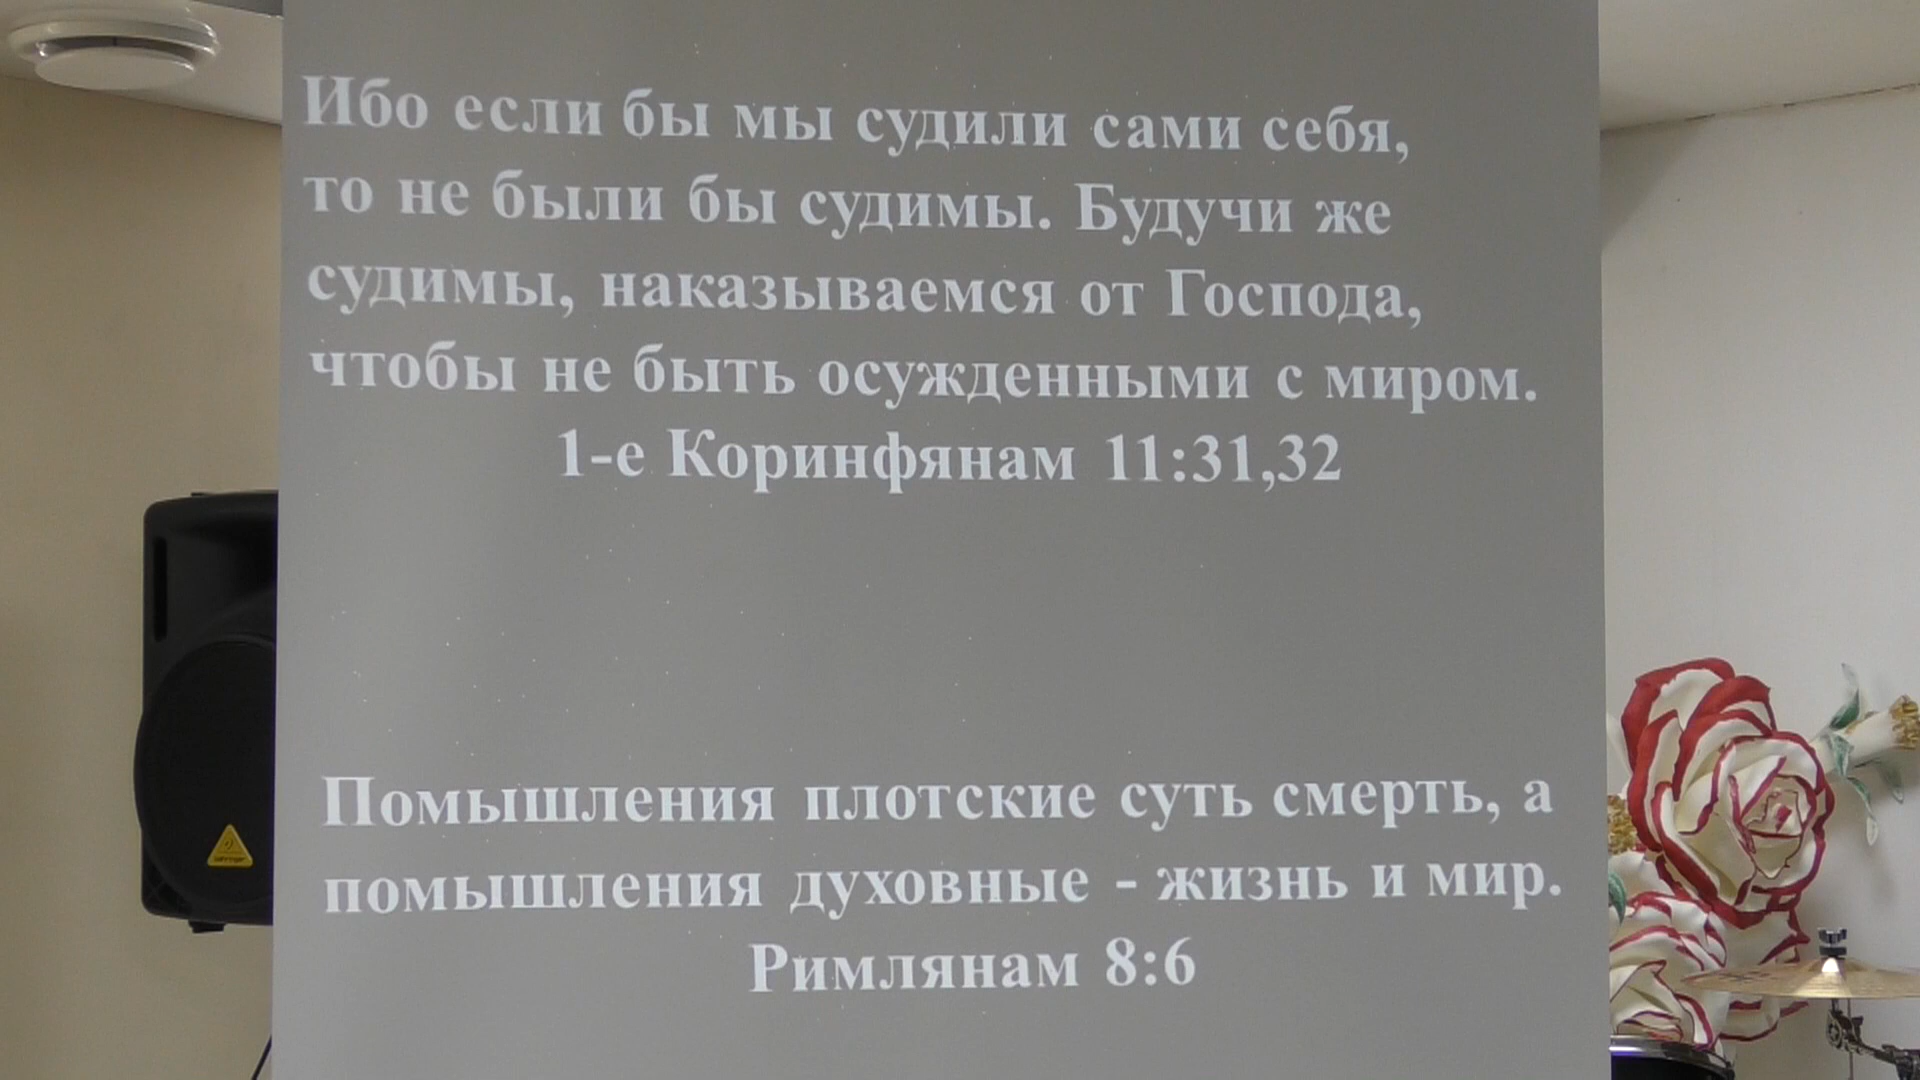 Ибо если бы мы судили сами себя,
то не были бы судимы. Будучи же
судимы, наказываемся от Господа,
чтобы не быть осужденными с миром.
1-е Коринфянам 11:31,32
Помышления плотские суть смерть, а
помышления духовные - жизнь и мир.
Римлянам 8:6
behringer